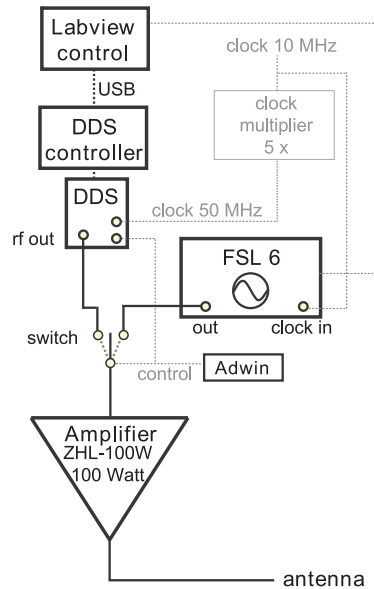 Labview
control
clock 10 MHz
USB
clock
multiplier
5 x
DDS
controller
DDS
clock 50 MHz
rf out
FSL 6
out
clock in
switch
control
Adwin
Amplifier
ZHL-100W
100 Watt
antenna